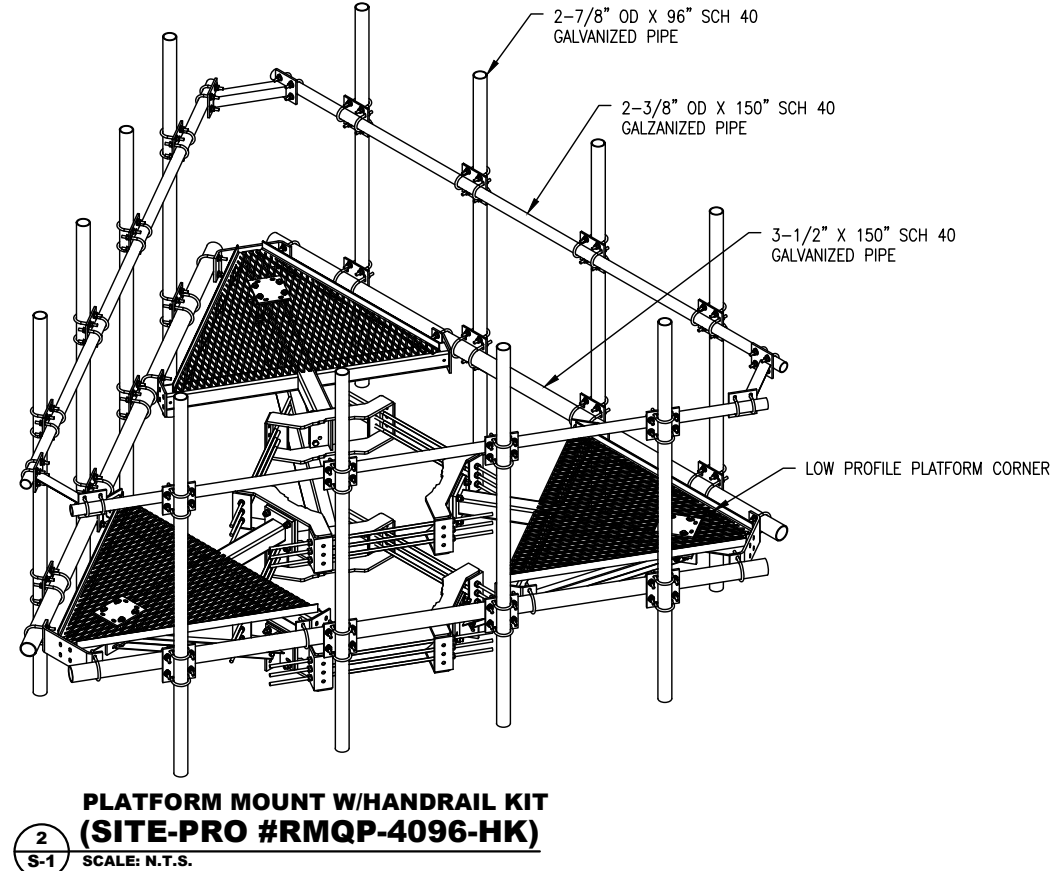 2-7/8" OD X 96" SCH 40
GALVANIZED PIPE
2-3/8" OD X 150" SCH 40
GALZANIZED PIPE
3-1/2" X 150" SCH 40
GALVANIZED PIPE
LOW PROFILE PLATFORM CORNER
PLATFORM MOUNT W/HANDRAIL KIT
(SITE-PRO #RMQP-4096-HK)
2
S-1
SCALE: N.T.S.